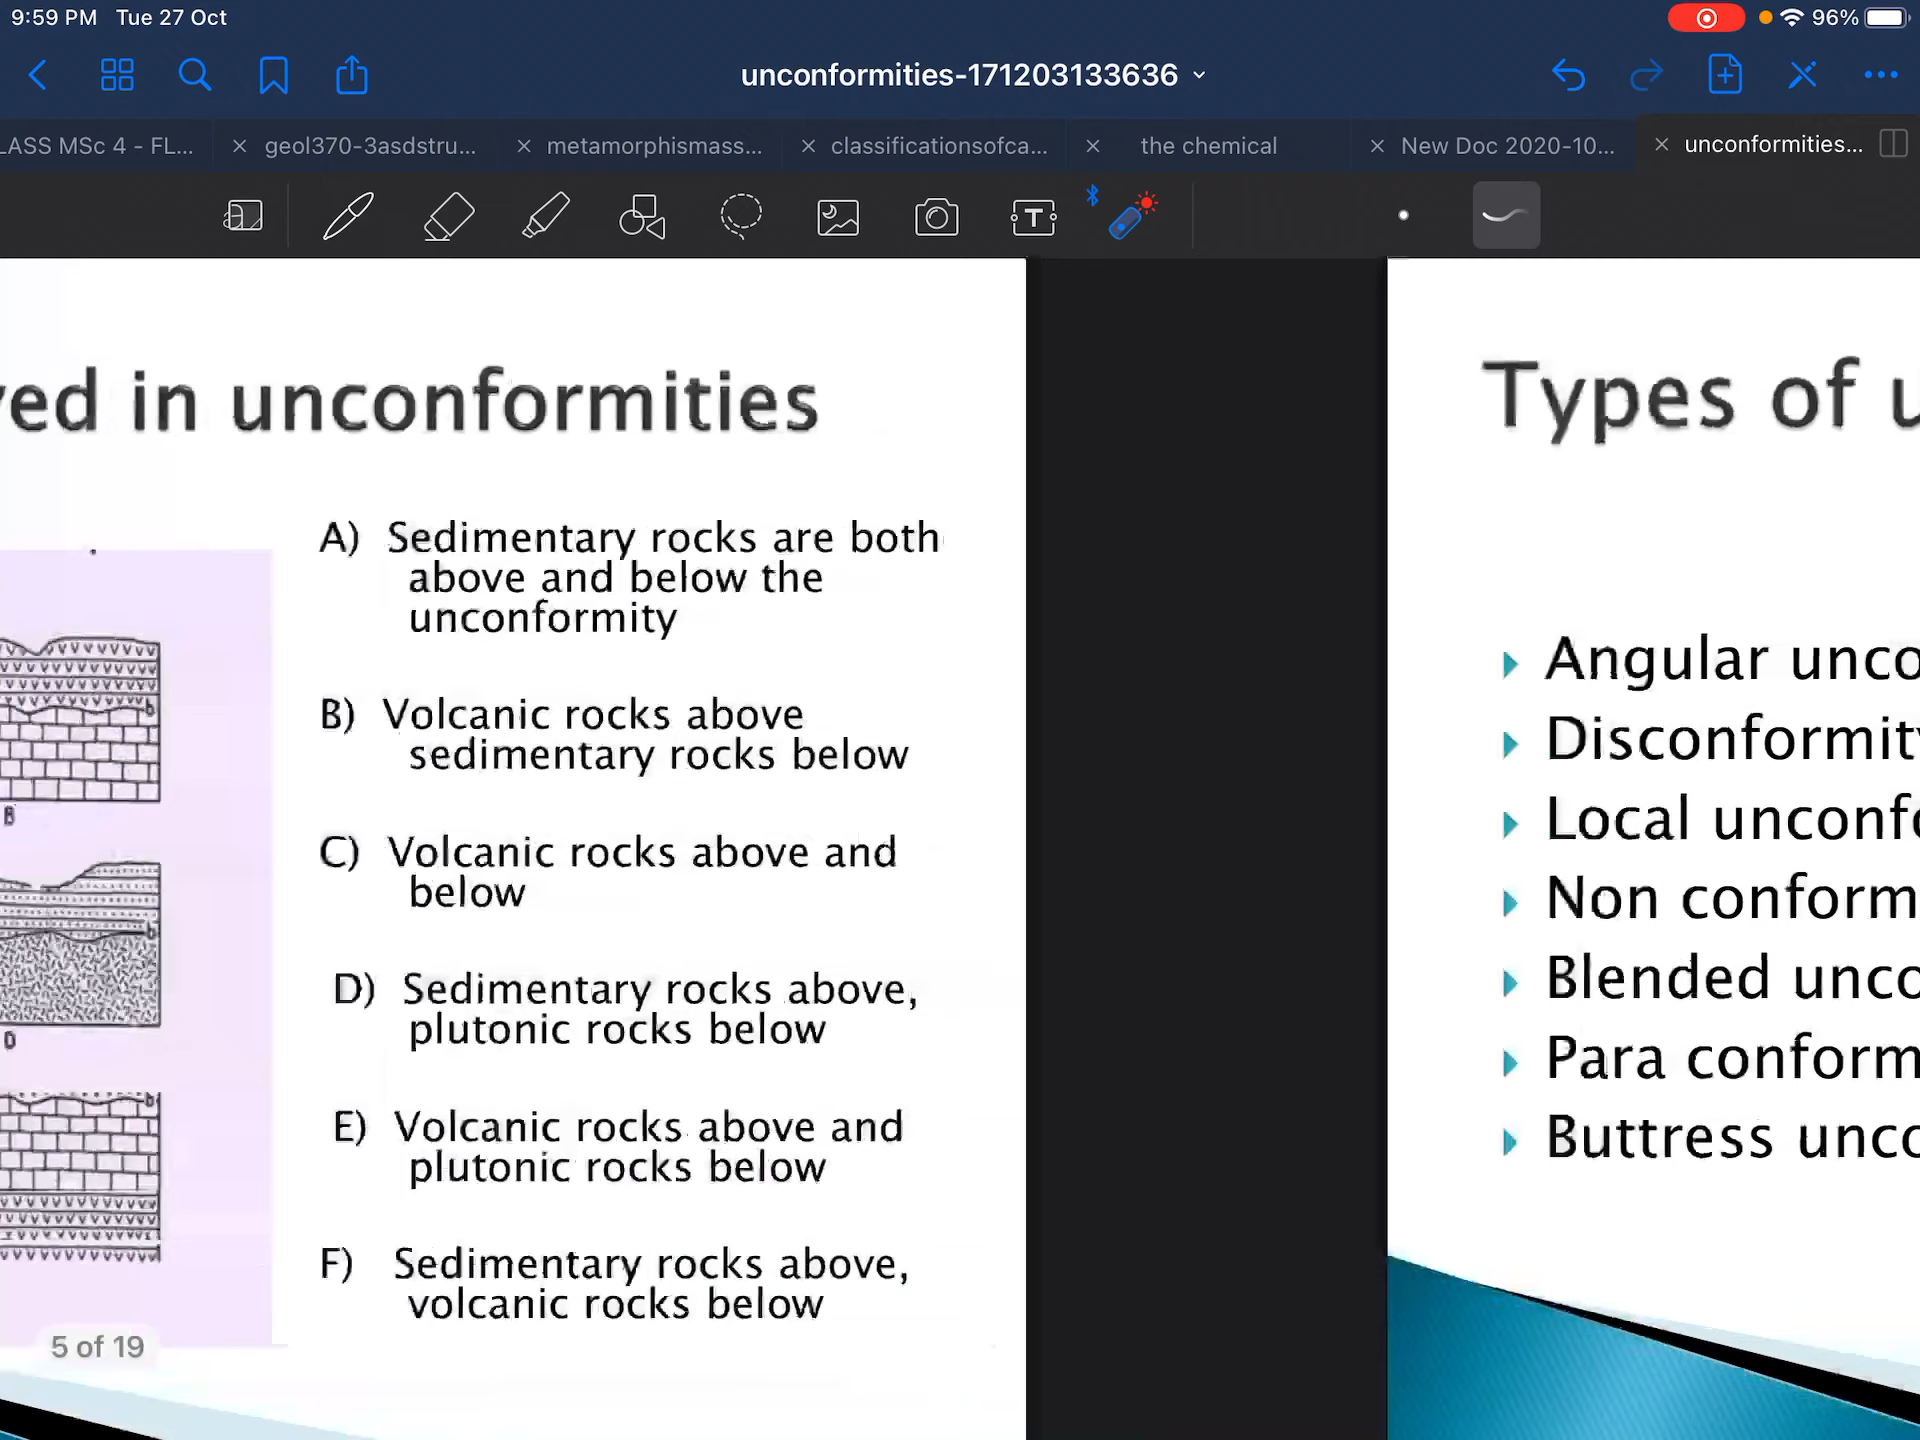 9:59 PM Tue 27 Oct
96%
unconformities-171203133636
LASS MSc 4 - FL...
geol370-3asdstru...
metamorphismass...
classificationsofca...
the chemical
New Doc 2020-10...
unconformities...
ved in unconformities
A) Sedimentary rocks are both
above and below the
unconformity
B) Volcanic rocks above
sedimentary rocks below
C) Volcanic rocks above and
below
D) Sedimentary rocks above,
plutonic rocks below
E) Volcanic rocks above and
plutonic rocks below
F) Sedimentary rocks above,
volcanic rocks below
b
B
b
D
b
5 of 19
Types of u
Angular unco
Disconformit
Local unconf
Non conform
Blended unco
Para conform
Buttress unco